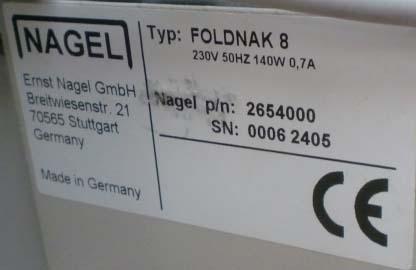 NAGEL
Ernst Nagel GmbH
Breitwiesenstr. 21
70565 Stuttgart
Germany
Made in Germany
Typ: FOLDNAK 8
230V 50HZ 140W 0,7A
Nagel p/n: 2654000
SN: 0006 2405
CE